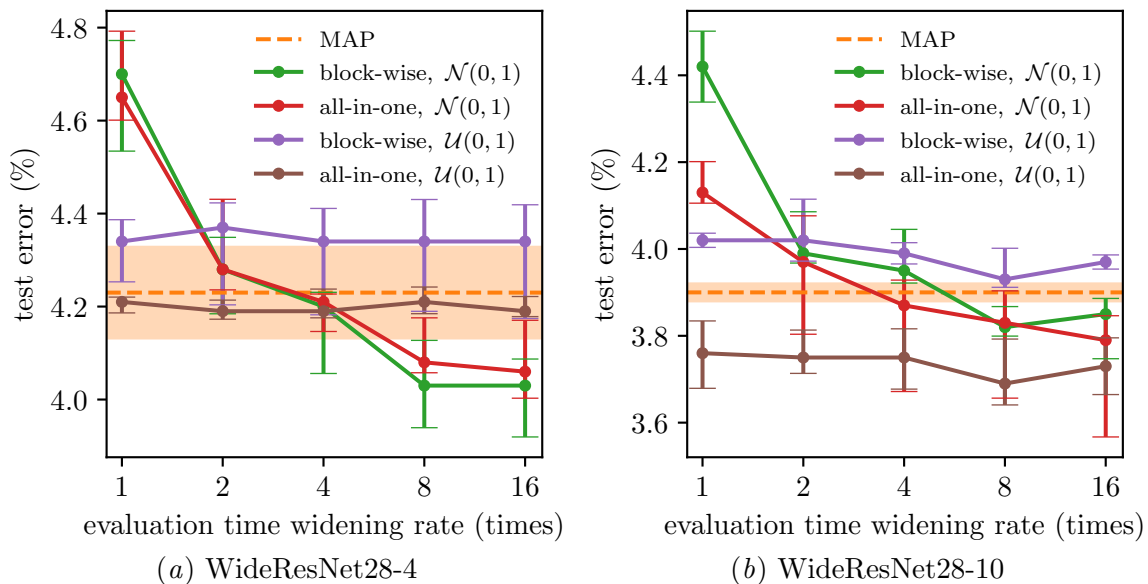 4.8
4.6
4.4
4.2
4.0
test error (%)
MAP
block-wise, 𝒩(0, 1)
all-in-one, 𝒩(0, 1)
block-wise, 𝒰(0, 1)
all-in-one, 𝒰(0, 1)
1 2 4 8 16
evaluation time widening rate (times)
(a) WideResNet28-4
4.4
4.2
4.0
3.8
3.6
test error (%)
MAP
block-wise, 𝒩(0, 1)
all-in-one, 𝒩(0, 1)
block-wise, 𝒰(0, 1)
all-in-one, 𝒰(0, 1)
1 2 4 8 16
evaluation time widening rate (times)
(b) WideResNet28-10